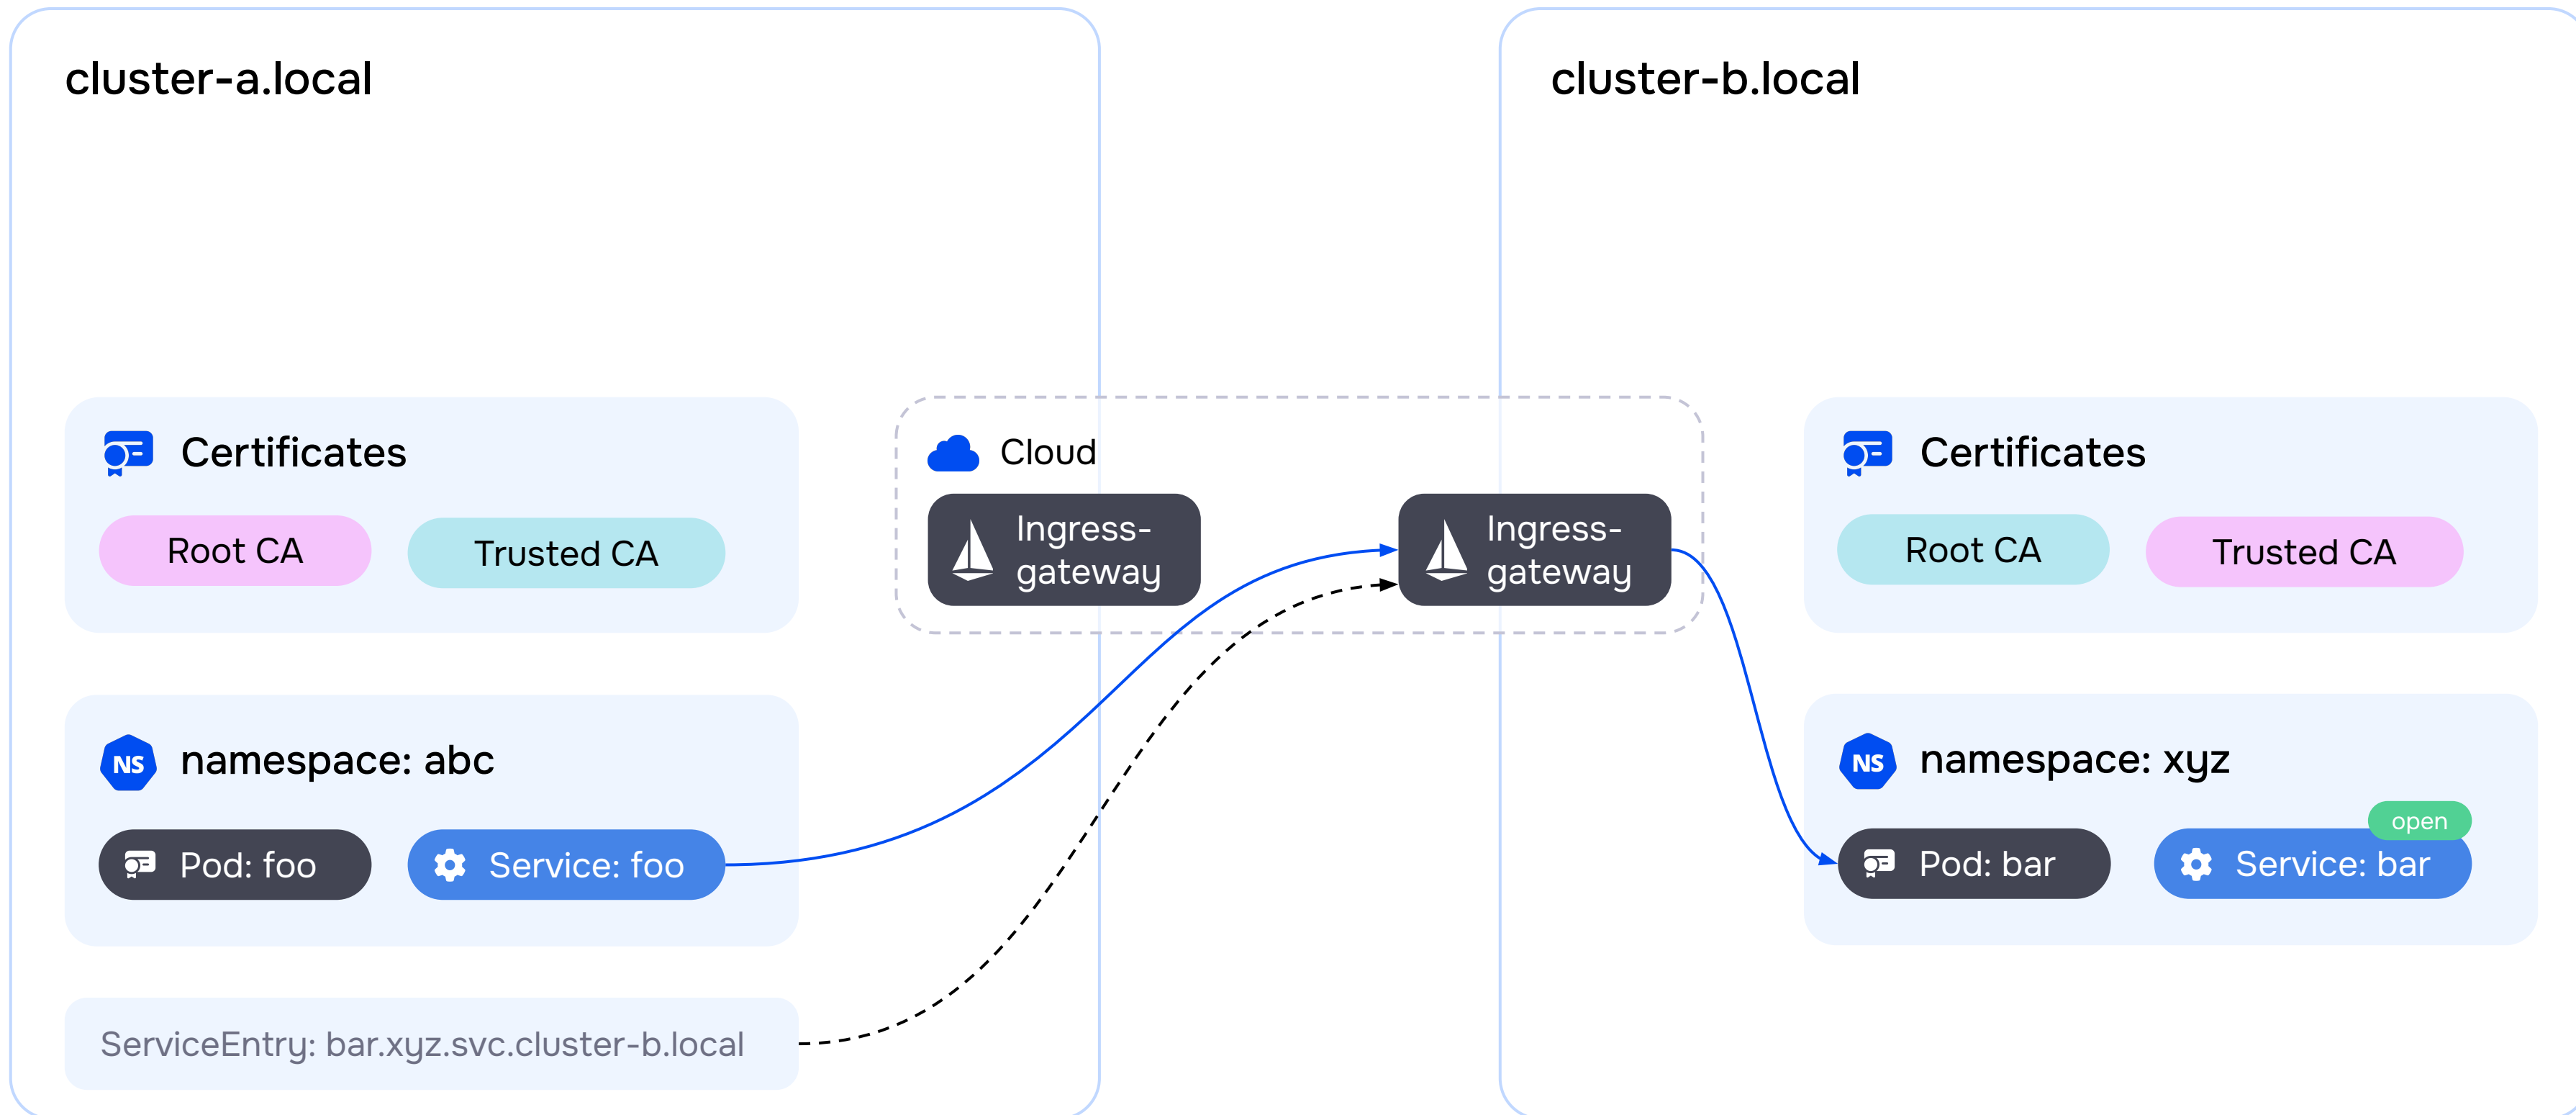 cluster-a.local
Certificates
Root CA
Trusted CA
NS
namespace: abc
Pod: foo
Service: foo
ServiceEntry: bar.xyz.svc.cluster-b.local
Cloud
Ingress-
gateway
Ingress-
gateway
cluster-b.local
Certificates
Root CA
Trusted CA
NS
namespace: xyz
open
Pod: bar
Service: bar